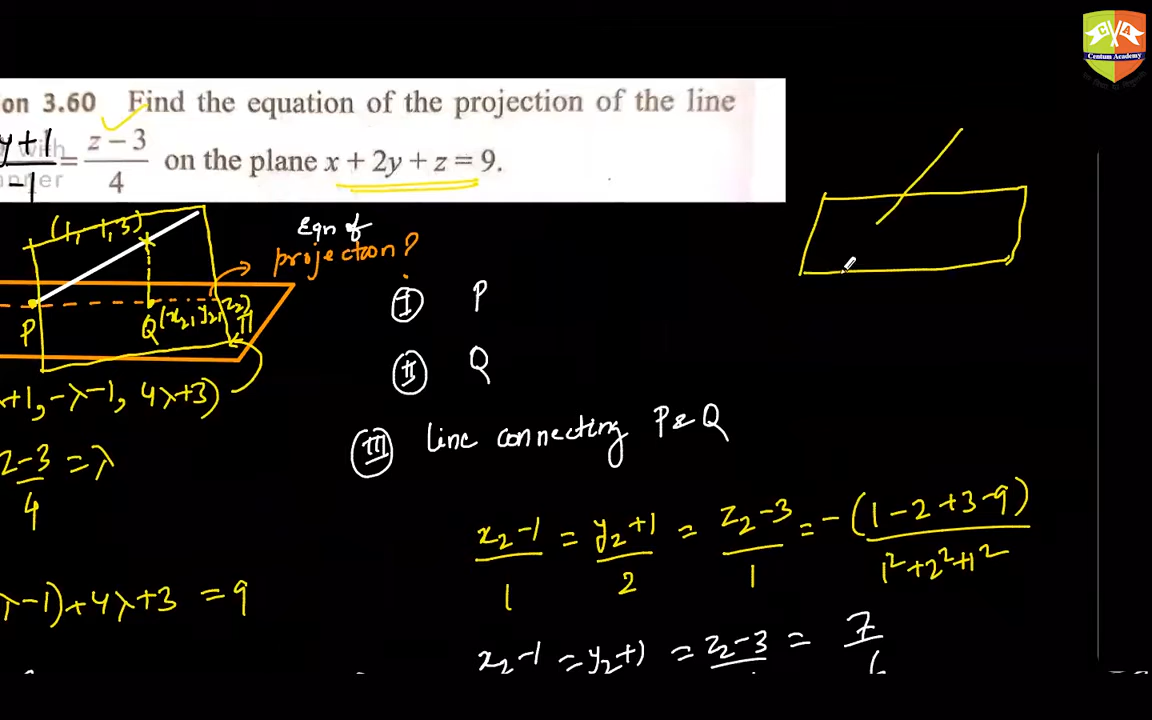 on 3.60 Find the equation of the projection of the line
y+1/-1 = z − 3/4 on the plane x + 2y + z = 9.
Centum Academy
(1, -1, 3)
Eqn of
projection?
P
Q(x2, y2, z2)
π
I P
II Q
x+1, -λ-1, 4λ+3)
III Line connecting P & Q
z-3/4 = λ
x2-1/1 = y2+1/2 = z2-3/1 = -(1-2+3-9)/1²+2²+1²
λ-1)+4λ+3 = 9
x2-1 = y2+1 = z2-3 = 7/6